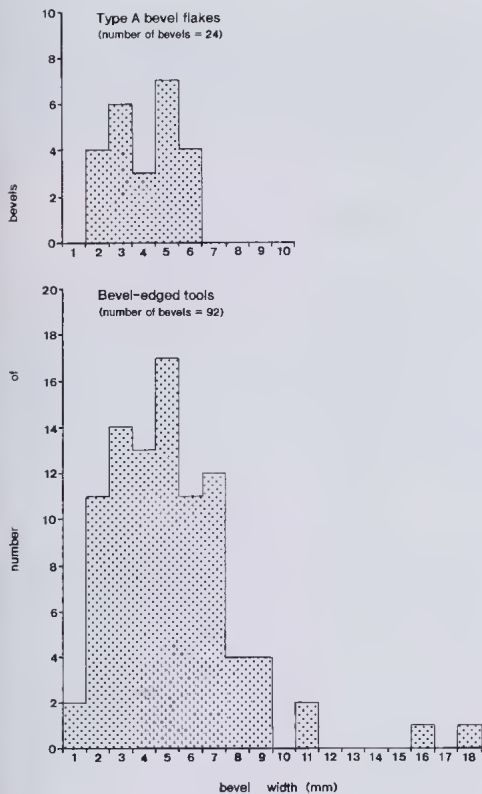 10
Type A bevel flakes
(number of bevels = 24)
8
6
4
2
0
1 2 3 4 5 6 7 8 9 10
bevels
20
Bevel-edged tools
(number of bevels = 92)
18
16
14
12
10
8
6
4
2
0
1 2 3 4 5 6 7 8 9 10 11 12 13 14 15 16 17 18
of
number
bevel width (mm)